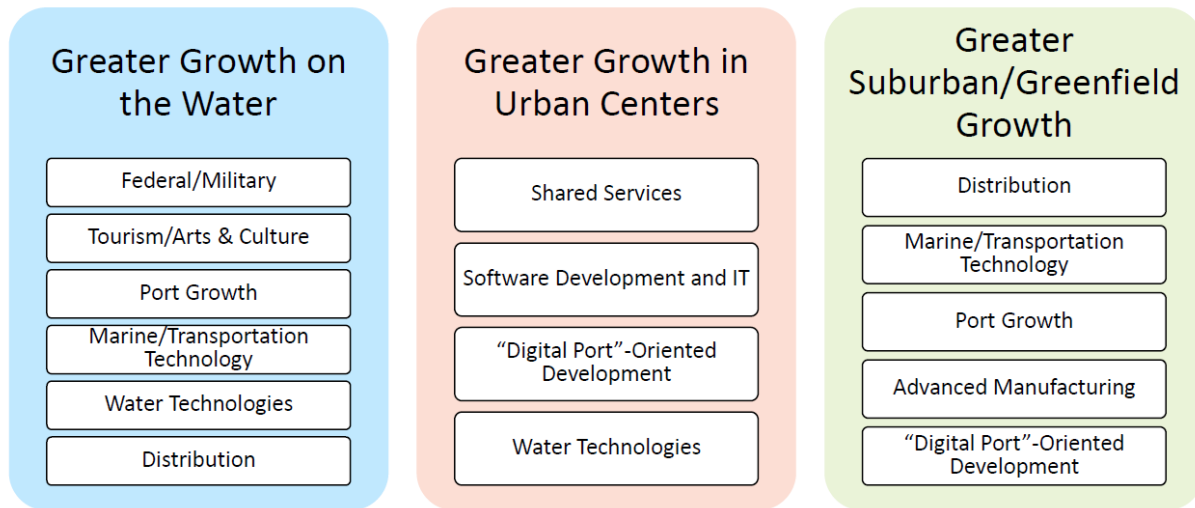 Greater Growth on
the Water
Federal/Military
Tourism/Arts & Culture
Port Growth
Marine/Transportation
Technology
Water Technologies
Distribution
Greater Growth in
Urban Centers
Shared Services
Software Development and IT
“Digital Port”-Oriented
Development
Water Technologies
Greater
Suburban/Greenfield
Growth
Distribution
Marine/Transportation
Technology
Port Growth
Advanced Manufacturing
“Digital Port”-Oriented
Development